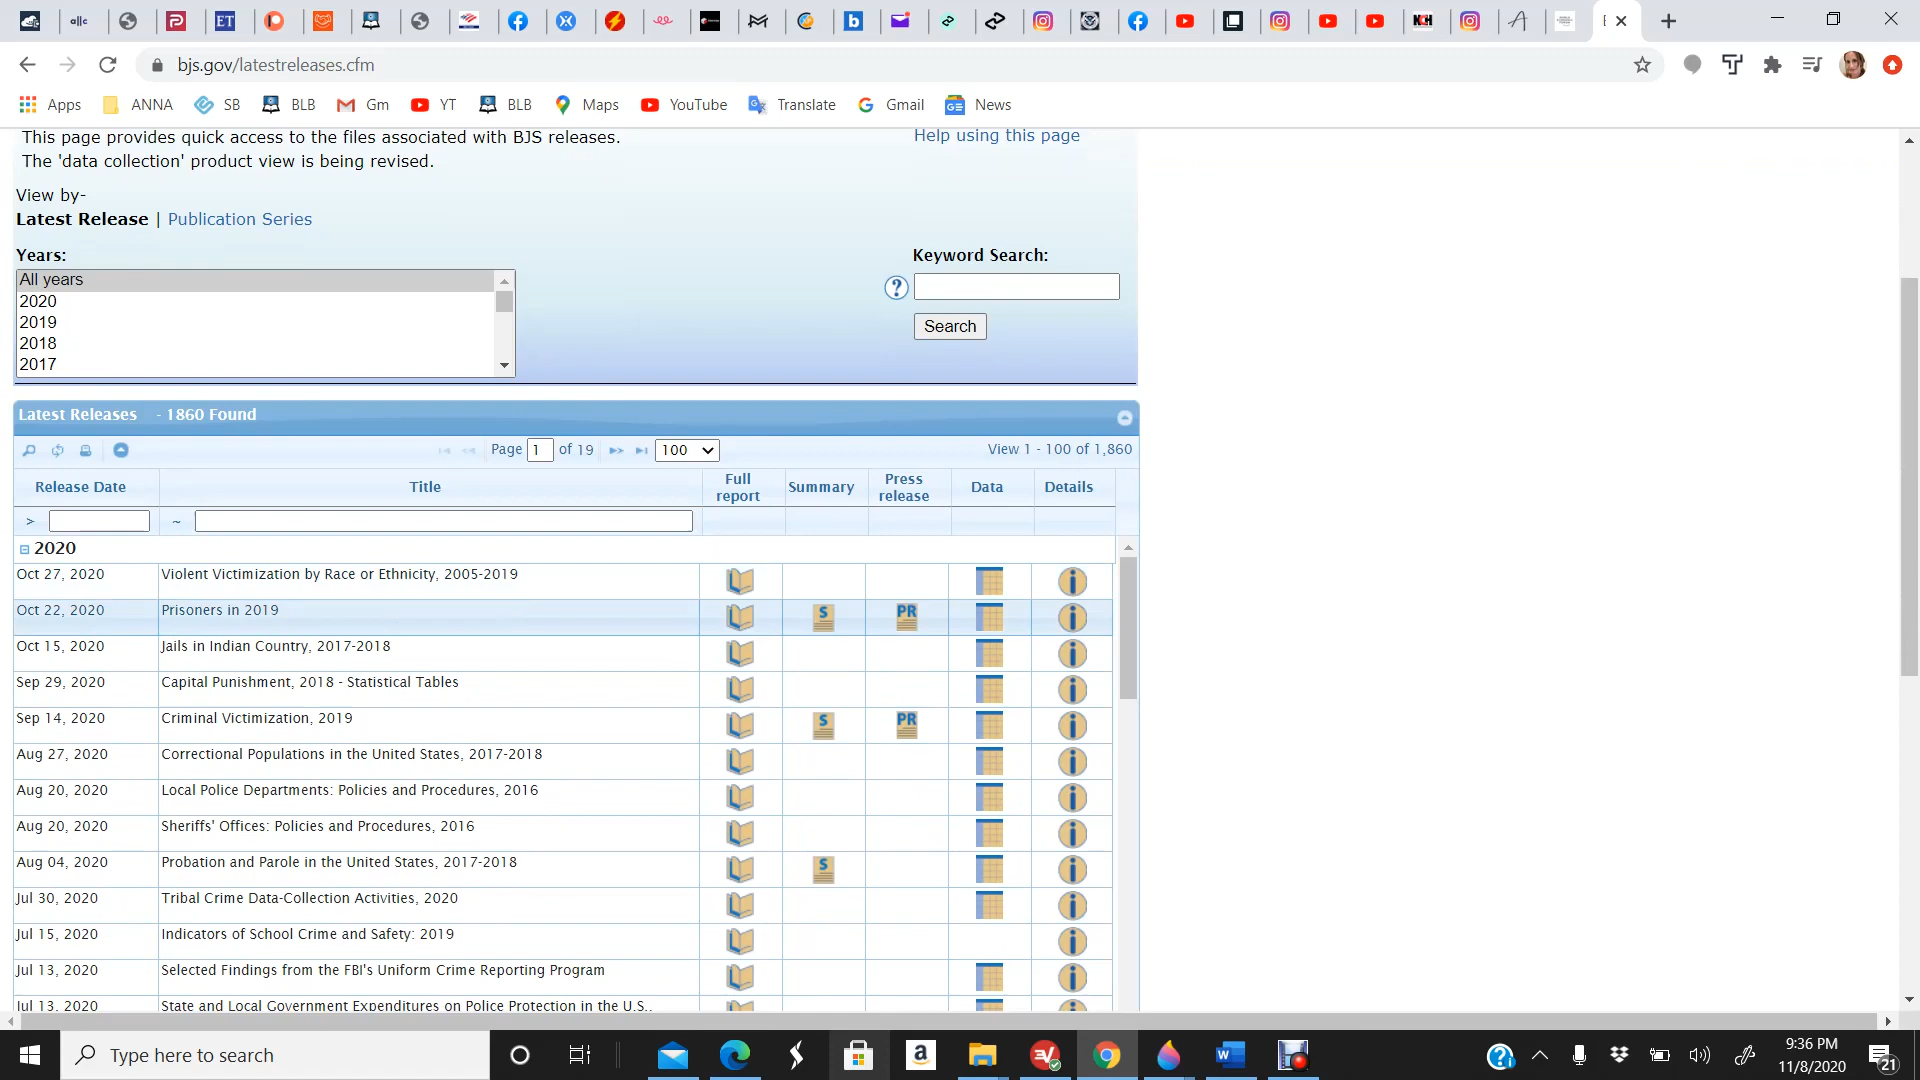 allc
ET
KCH
bjs.gov/latestreleases.cfm
Apps ANNA SB BLB Gm YT BLB Maps YouTube Translate Gmail News
This page provides quick access to the files associated with BJS releases. Help using this page
The 'data collection' product view is being revised.
View by-
Latest Release | Publication Series
Years: Keyword Search:
All years
2020
2019
2018
2017
?
Search
Latest Releases - 1860 Found
Page 1 of 19 100 View 1 - 100 of 1,860
Release Date Title Full report Summary Press release Data Details
> ~
2020
Oct 27, 2020 Violent Victimization by Race or Ethnicity, 2005-2019
Oct 22, 2020 Prisoners in 2019 S PR
Oct 15, 2020 Jails in Indian Country, 2017-2018
Sep 29, 2020 Capital Punishment, 2018 - Statistical Tables
Sep 14, 2020 Criminal Victimization, 2019 S PR
Aug 27, 2020 Correctional Populations in the United States, 2017-2018
Aug 20, 2020 Local Police Departments: Policies and Procedures, 2016
Aug 20, 2020 Sheriffs' Offices: Policies and Procedures, 2016
Aug 04, 2020 Probation and Parole in the United States, 2017-2018 S
Jul 30, 2020 Tribal Crime Data-Collection Activities, 2020
Jul 15, 2020 Indicators of School Crime and Safety: 2019
Jul 13, 2020 Selected Findings from the FBI's Uniform Crime Reporting Program
Jul 13, 2020 State and Local Government Expenditures on Police Protection in the U.S..
Type here to search
9:36 PM
11/8/2020
21